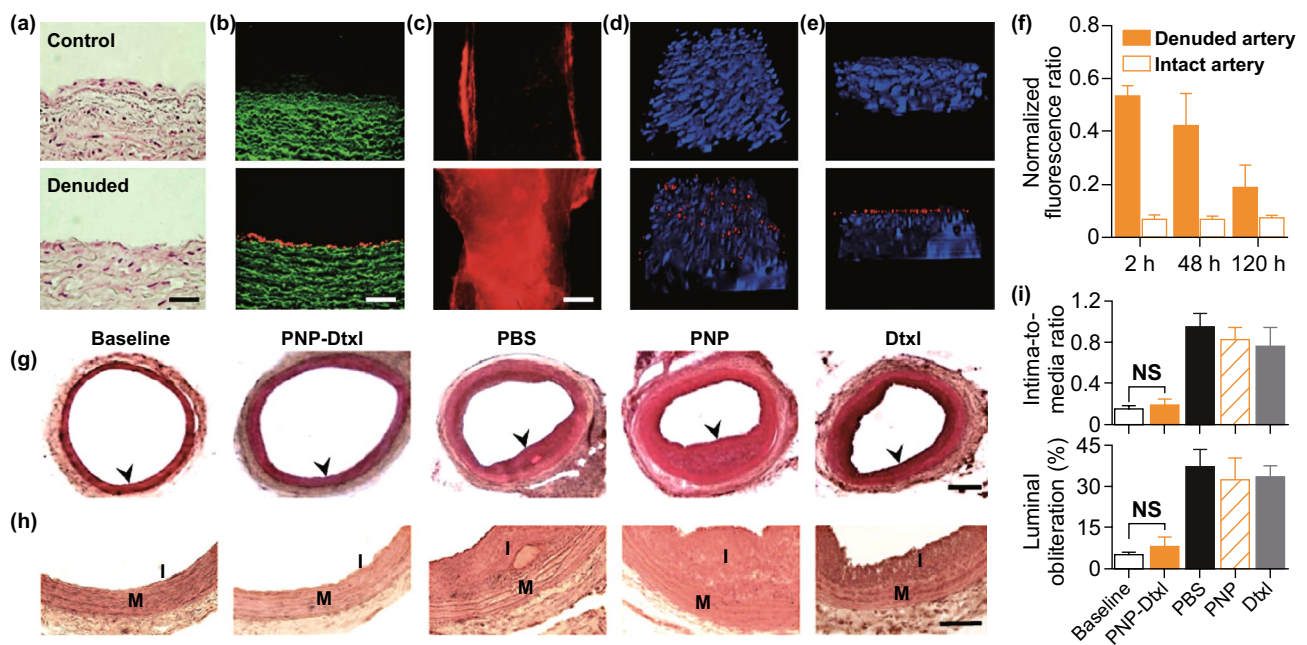 (a)
Control
Denuded
(b)
(c)
(d)
(e)
(f)
Normalized
fluorescence ratio
0.8
0.6
0.4
0.2
0
Denuded artery
Intact artery
2 h 48 h 120 h
(g)
Baseline
PNP-Dtxl
PBS
PNP
Dtxl
(h)
I
M
I
M
I
M
I
M
I
M
(i)
Intima-to-
media ratio
1.2
0.8
0.4
0
NS
Luminal
obliteration (%)
45
30
15
0
NS
Baseline
PNP-Dtxl
PBS
PNP
Dtxl